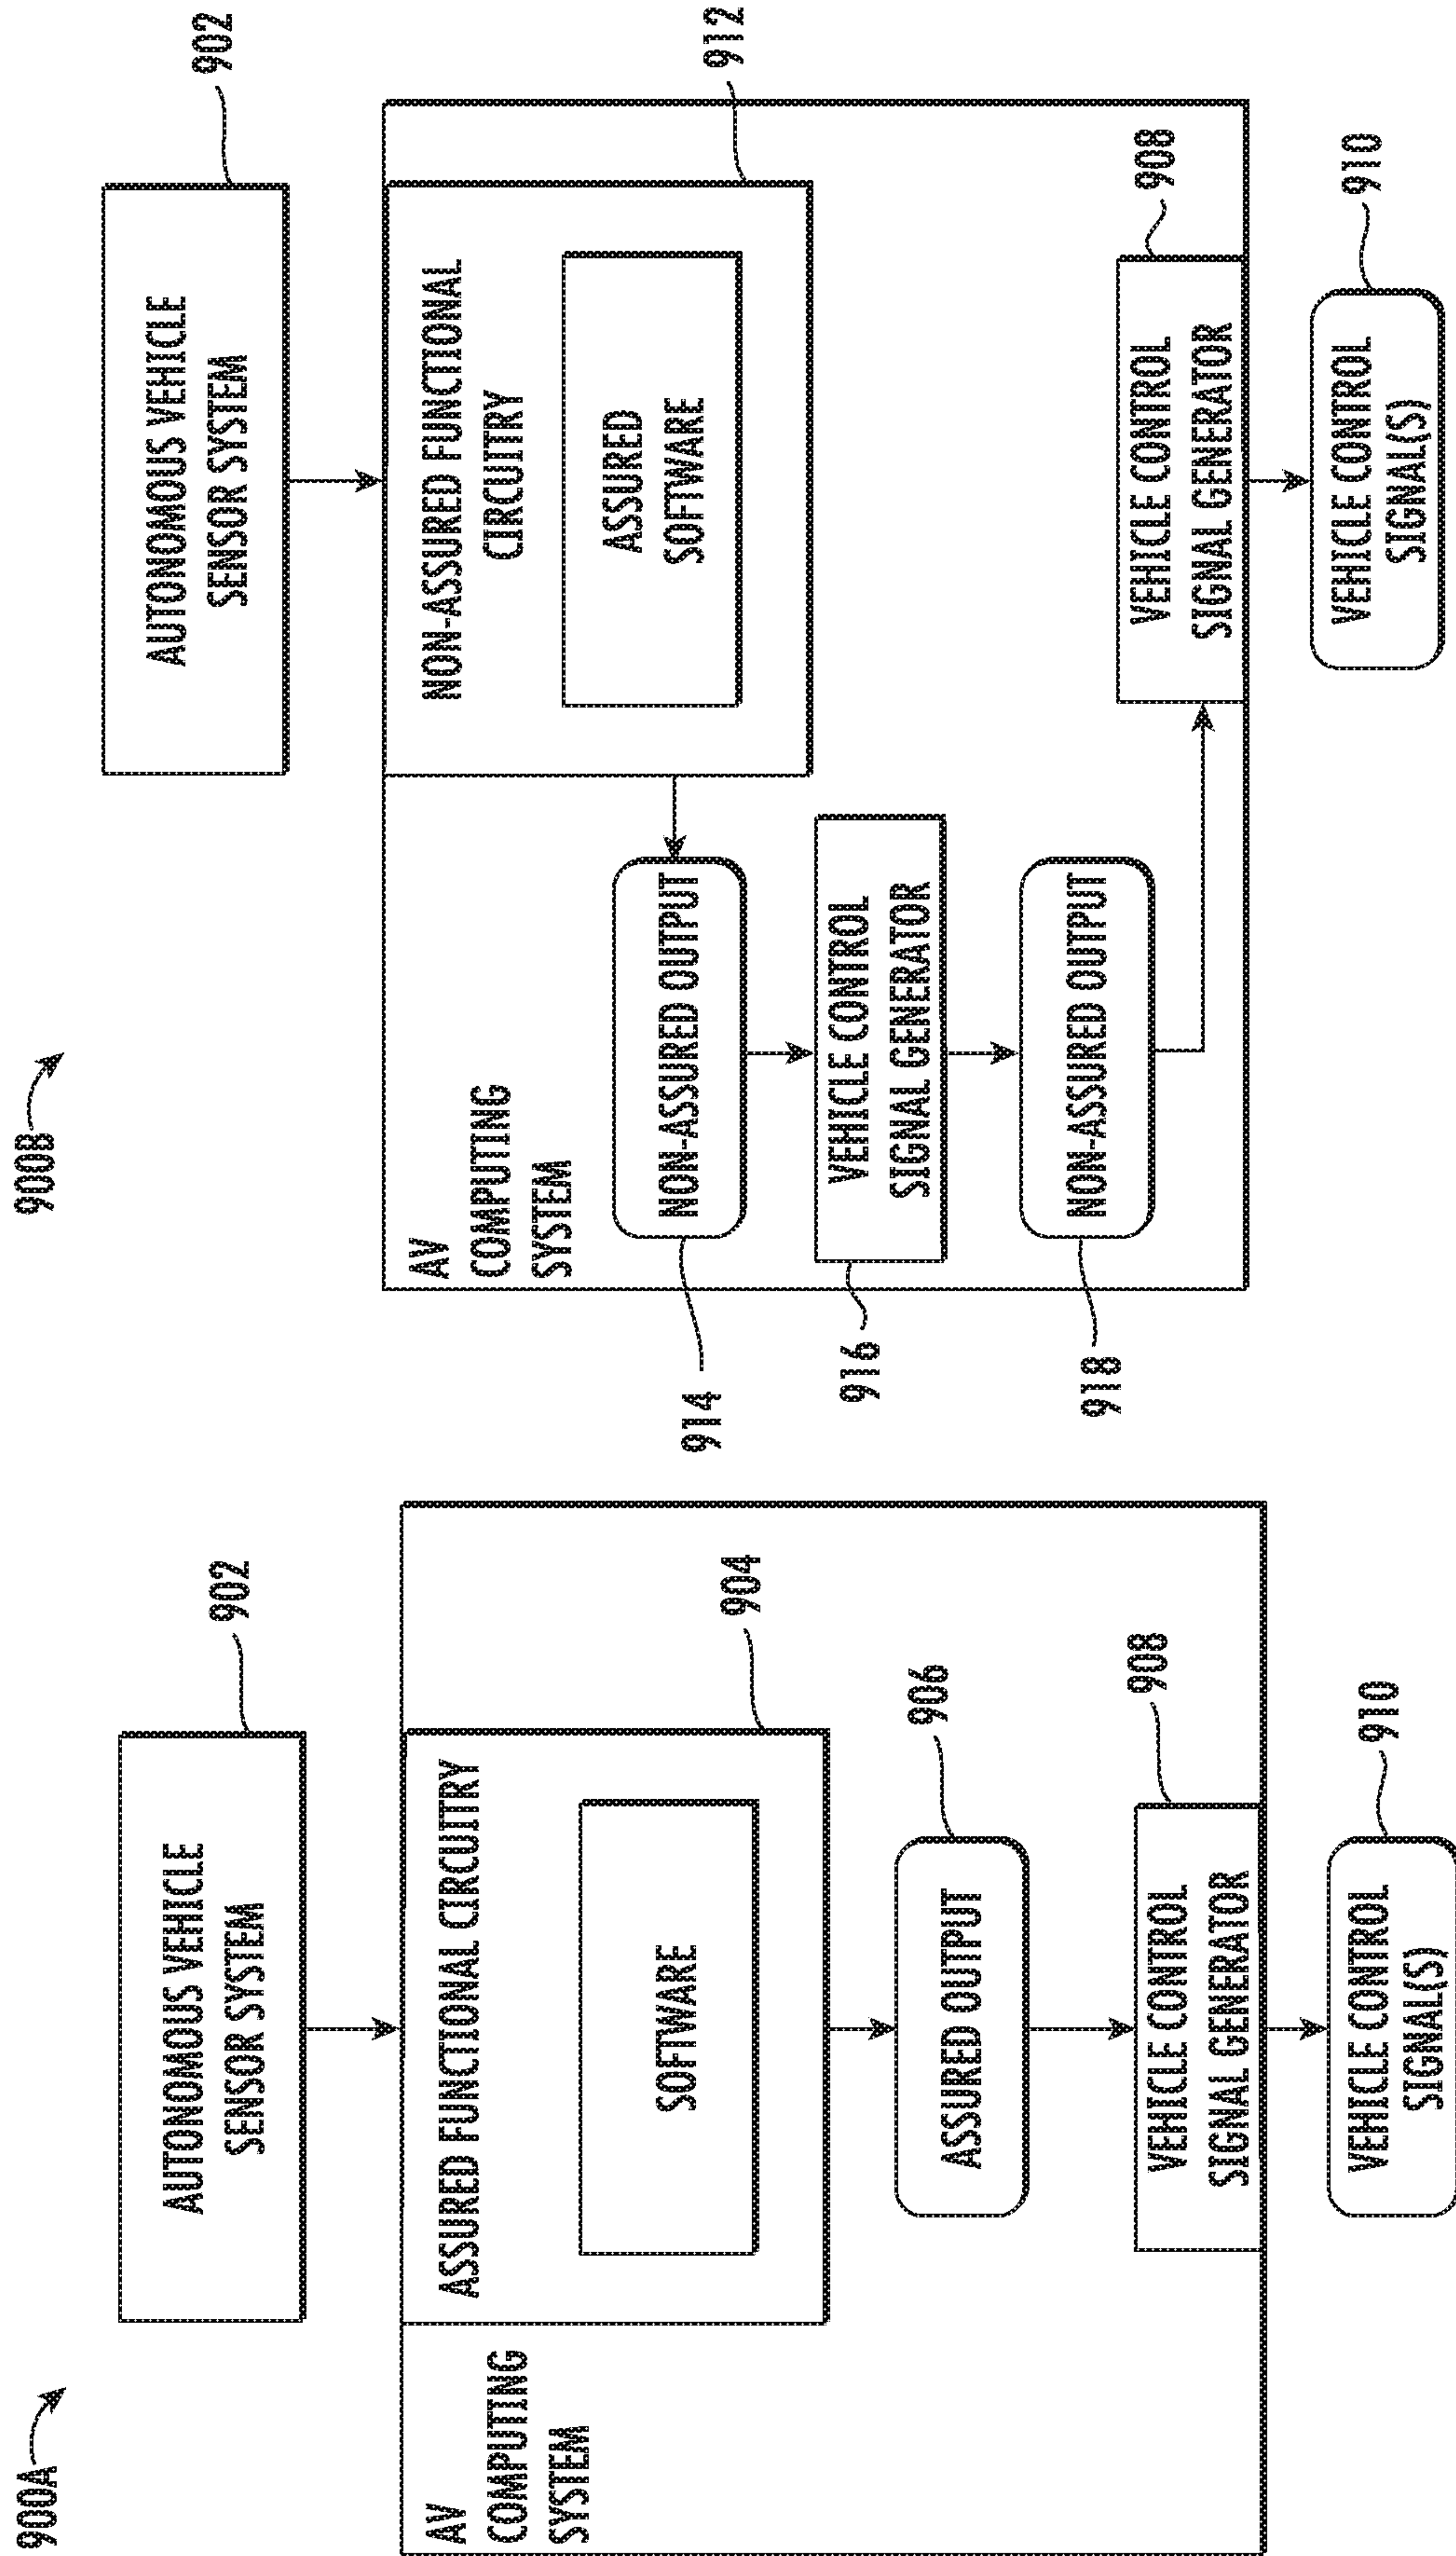 900A
AUTONOMOUS VEHICLE
SENSOR SYSTEM
902
AV
COMPUTING
SYSTEM
ASSURED FUNCTIONAL CIRCUITRY
904
SOFTWARE
906
ASSURED OUTPUT
908
VEHICLE CONTROL
SIGNAL GENERATOR
910
VEHICLE CONTROL
SIGNAL(S)
900B
AUTONOMOUS VEHICLE
SENSOR SYSTEM
902
AV
COMPUTING
SYSTEM
NON-ASSURED FUNCTIONAL
CIRCUITRY
912
ASSURED
SOFTWARE
914
NON-ASSURED OUTPUT
916
VEHICLE CONTROL
SIGNAL GENERATOR
918
NON-ASSURED OUTPUT
908
VEHICLE CONTROL
SIGNAL GENERATOR
910
VEHICLE CONTROL
SIGNAL(S)